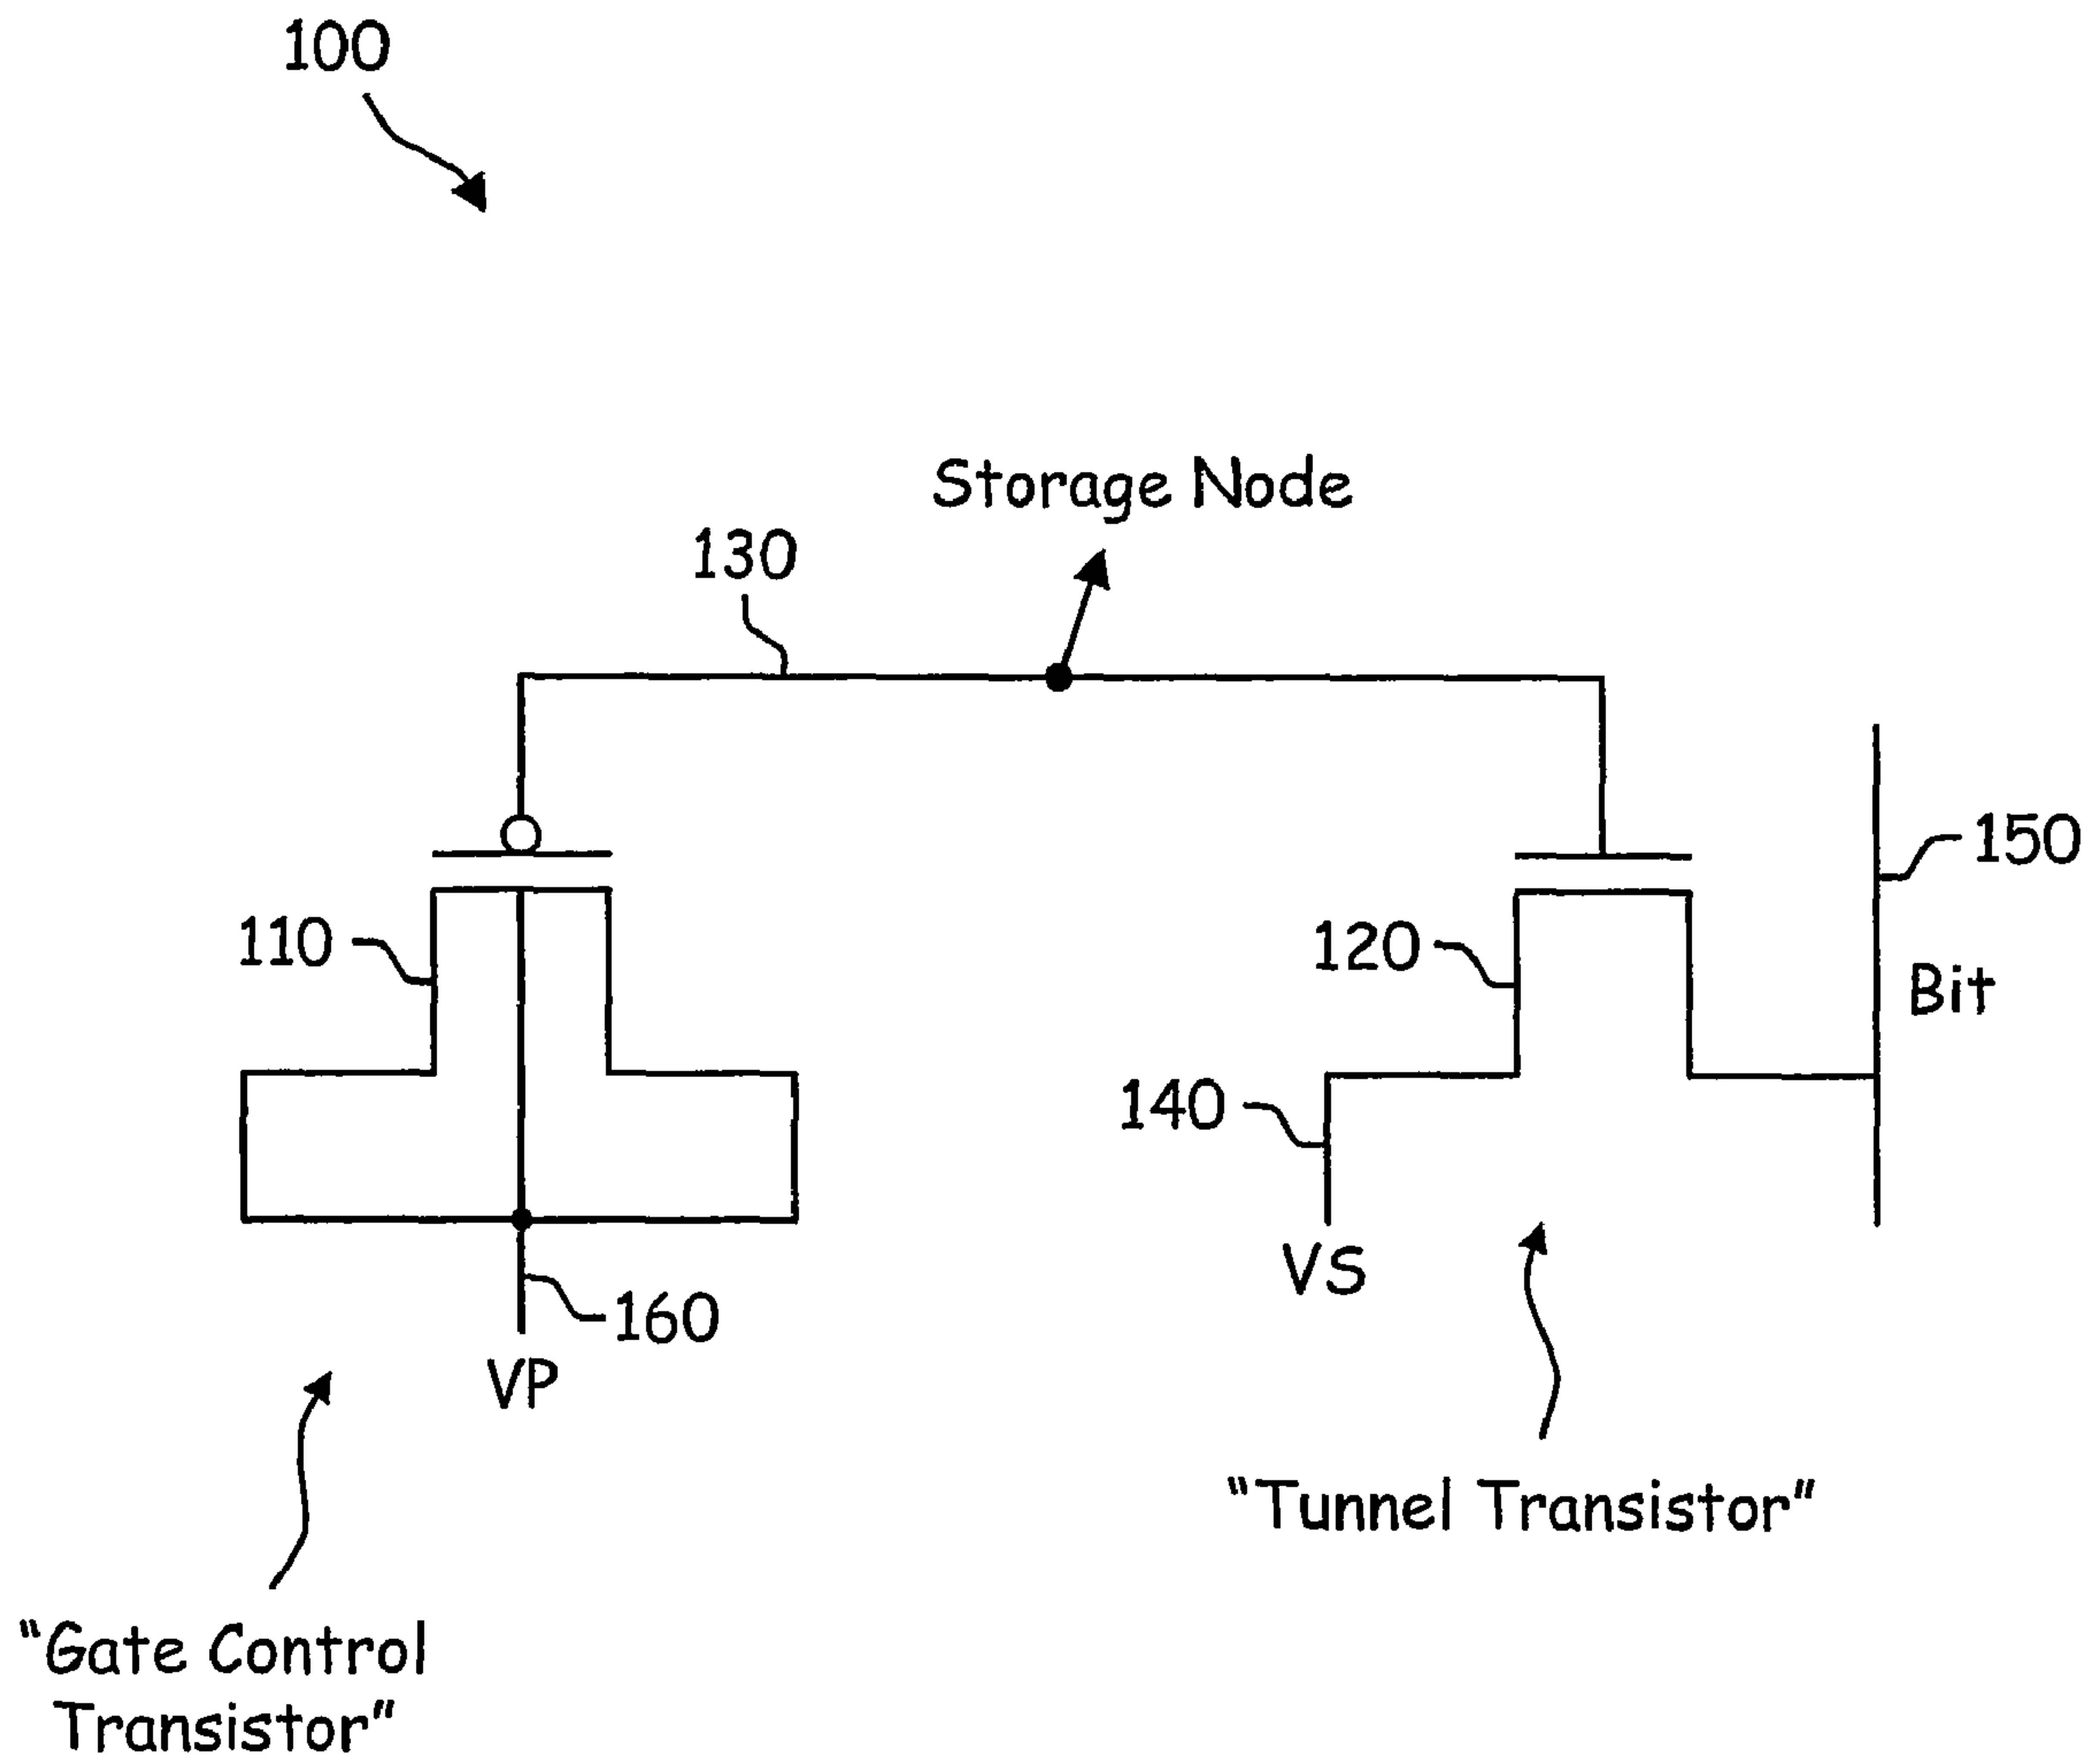 100
Storage Node
130
150
110
120
Bit
140
VS
160
VP
“Tunnel Transistor”
“Gate Control
Transistor”